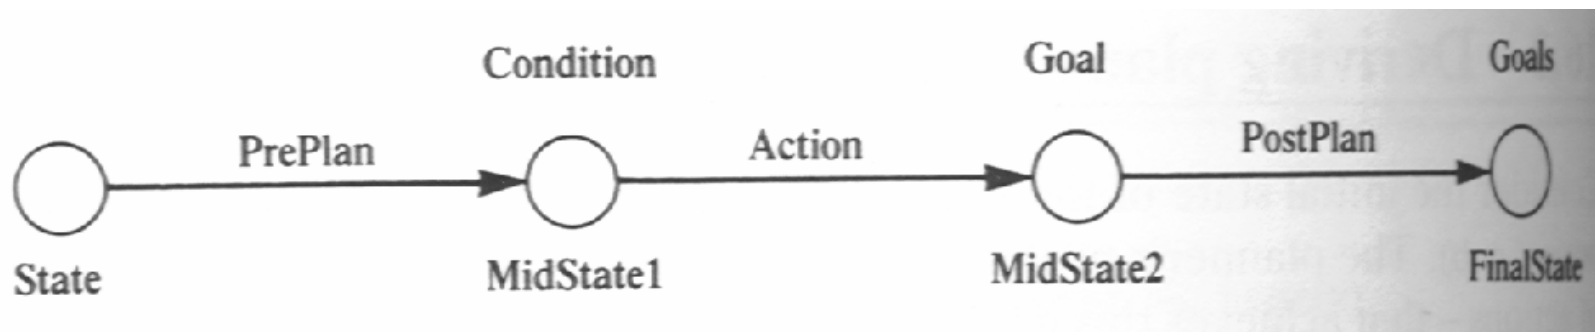 Condition Goal Goals
PrePlan Action PostPlan
State MidState1 MidState2 FinalState